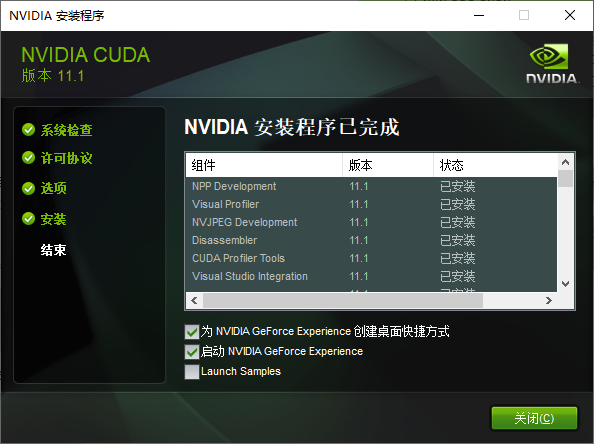 NVIDIA 安装程序
NVIDIA CUDA
版本 11.1
NVIDIA.
系统检查
许可协议
选项
安装
结束
NVIDIA 安装程序已完成
组件 版本 状态
NPP Development 11.1 已安装
Visual Profiler 11.1 已安装
NVJPEG Development 11.1 已安装
Disassembler 11.1 已安装
CUDA Profiler Tools 11.1 已安装
Visual Studio Integration 11.1 已安装
为 NVIDIA GeForce Experience 创建桌面快捷方式
启动 NVIDIA GeForce Experience
Launch Samples
关闭(C)